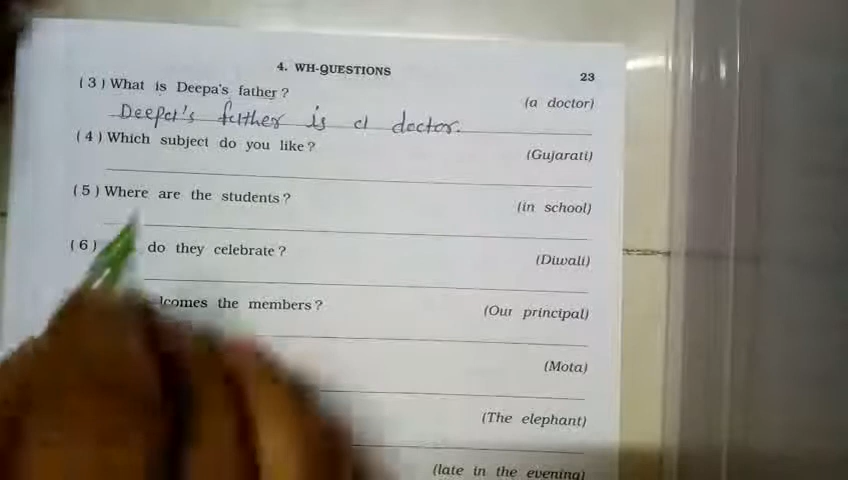 4. WH-QUESTIONS 23
(3) What is Deepa's father? (a doctor)
Deepa's father is a doctor.
(4) Which subject do you like? (Gujarati)
(5) Where are the students? (in school)
(6) do they celebrate? (Diwali)
the members? (Our principal)
(Mota)
(The elephant)
(late in the evening)